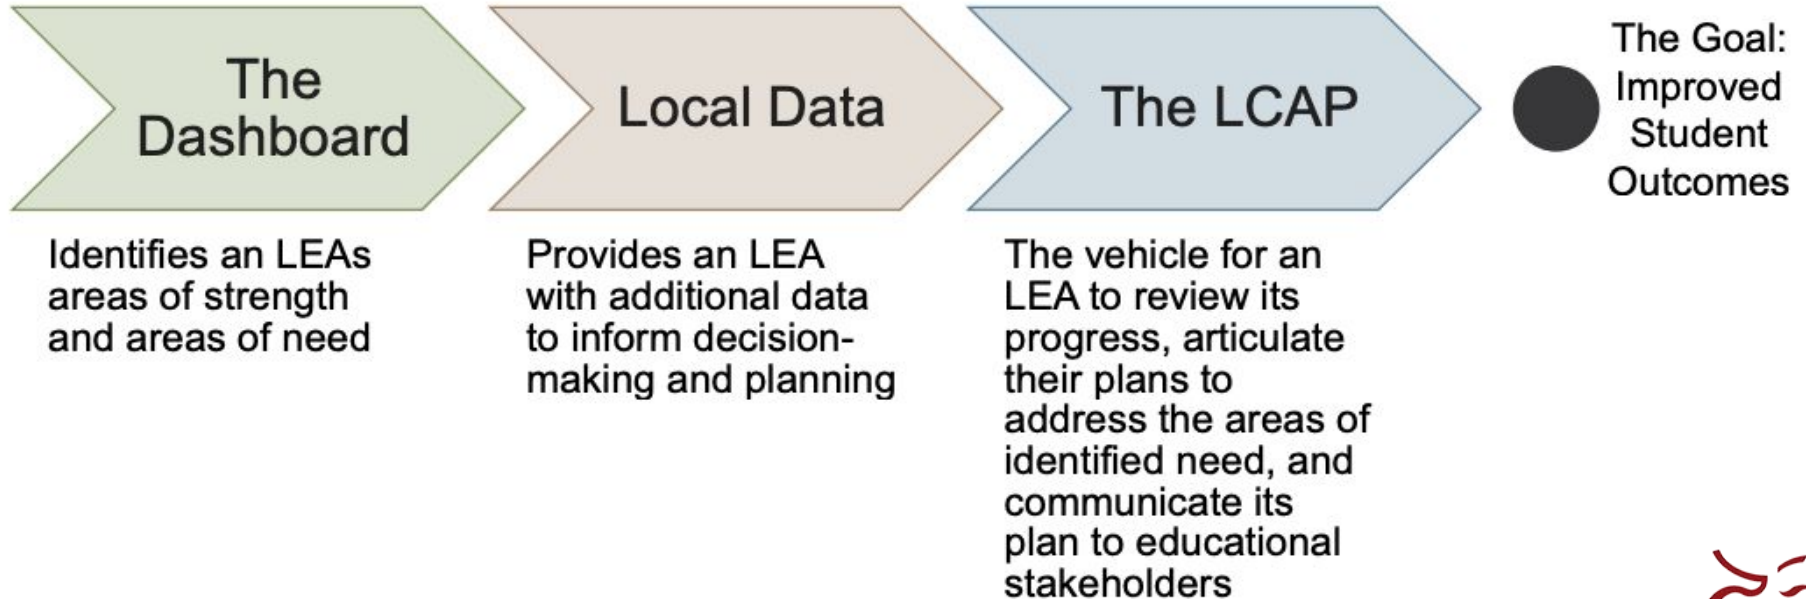 The
Dashboard
Local Data
The LCAP
The Goal:
Improved
Student
Outcomes
Identifies an LEAs
areas of strength
and areas of need
Provides an LEA
with additional data
to inform decision-
making and planning
The vehicle for an
LEA to review its
progress, articulate
their plans to
address the areas of
identified need, and
communicate its
plan to educational
stakeholders